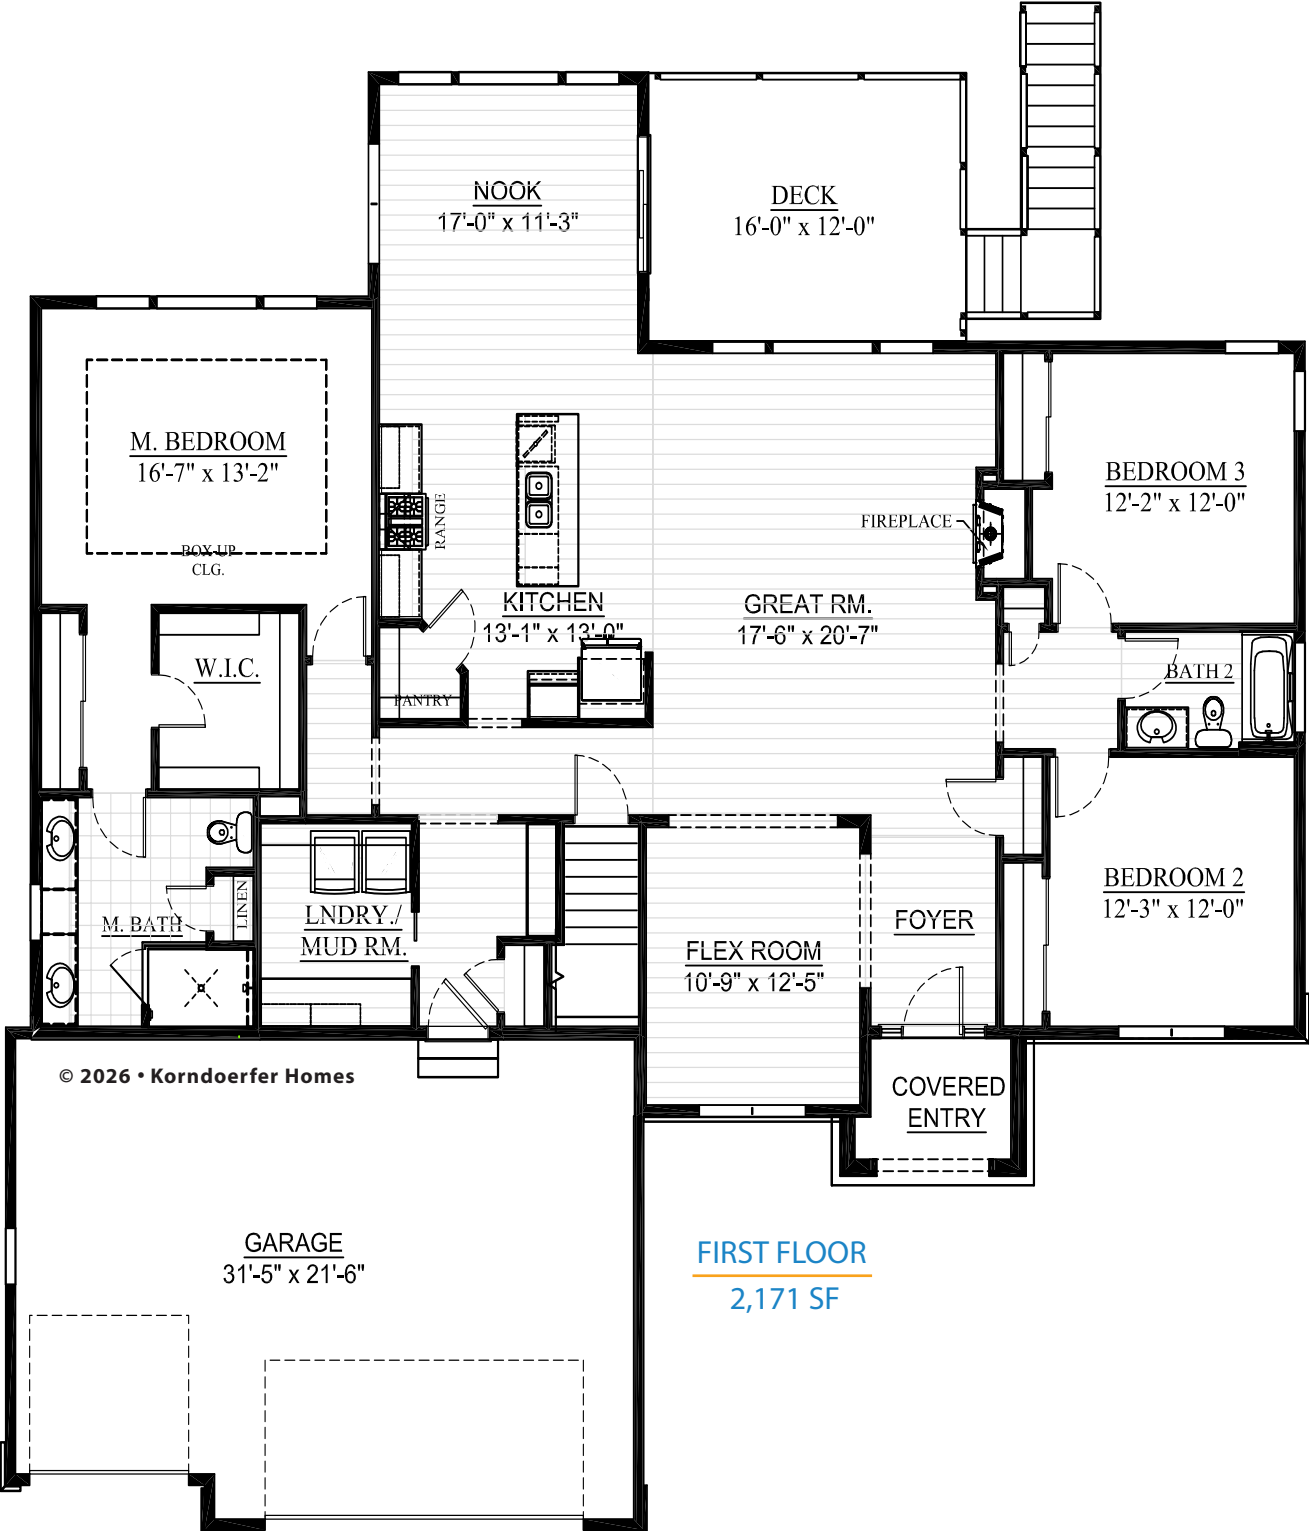 NOOK
17'-0" x 11'-3"
DECK
16'-0" x 12'-0"
M. BEDROOM
16'-7" x 13'-2"
BOX-UP
CLG.
RANGE
FIREPLACE
BEDROOM 3
12'-2" x 12'-0"
KITCHEN
13'-1" x 13'-0"
GREAT RM.
17'-6" x 20'-7"
W.I.C.
PANTRY
BATH 2
M. BATH
LINEN
LNDRY./
MUD RM.
FLEX ROOM
10'-9" x 12'-5"
FOYER
BEDROOM 2
12'-3" x 12'-0"
© 2026 • Korndoerfer Homes
COVERED
ENTRY
GARAGE
31'-5" x 21'-6"
FIRST FLOOR
2,171 SF